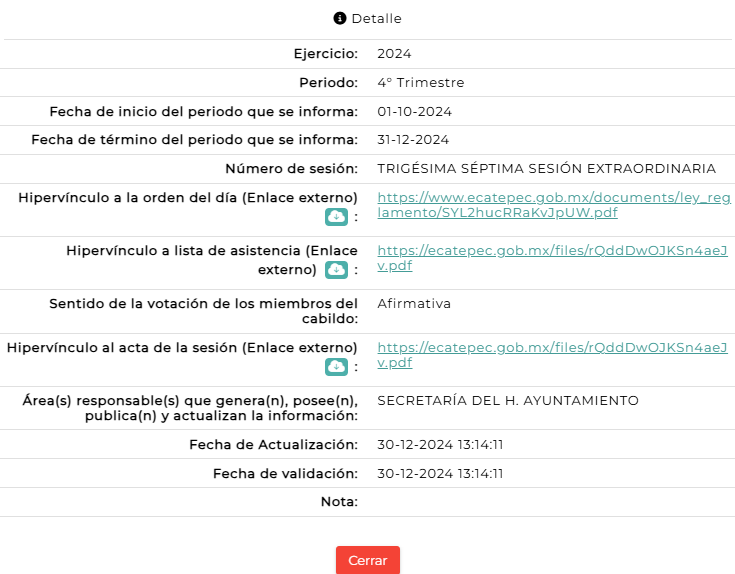 Detalle
Ejercicio: 2024
Periodo: 4° Trimestre
Fecha de inicio del periodo que se informa: 01-10-2024
Fecha de término del periodo que se informa: 31-12-2024
Número de sesión: TRIGÉSIMA SÉPTIMA SESIÓN EXTRAORDINARIA
Hipervínculo a la orden del día (Enlace externo) : https://www.ecatepec.gob.mx/documents/ley_reg
lamento/SYL2hucRRaKvJpUW.pdf
Hipervínculo a lista de asistencia (Enlace
externo) : https://ecatepec.gob.mx/files/rQddDwOJKSn4aeJ
v.pdf
Sentido de la votación de los miembros del
cabildo: Afirmativa
Hipervínculo al acta de la sesión (Enlace externo) : https://ecatepec.gob.mx/files/rQddDwOJKSn4aeJ
v.pdf
Área(s) responsable(s) que genera(n), posee(n),
publica(n) y actualizan la información: SECRETARÍA DEL H. AYUNTAMIENTO
Fecha de Actualización: 30-12-2024 13:14:11
Fecha de validación: 30-12-2024 13:14:11
Nota:
Cerrar